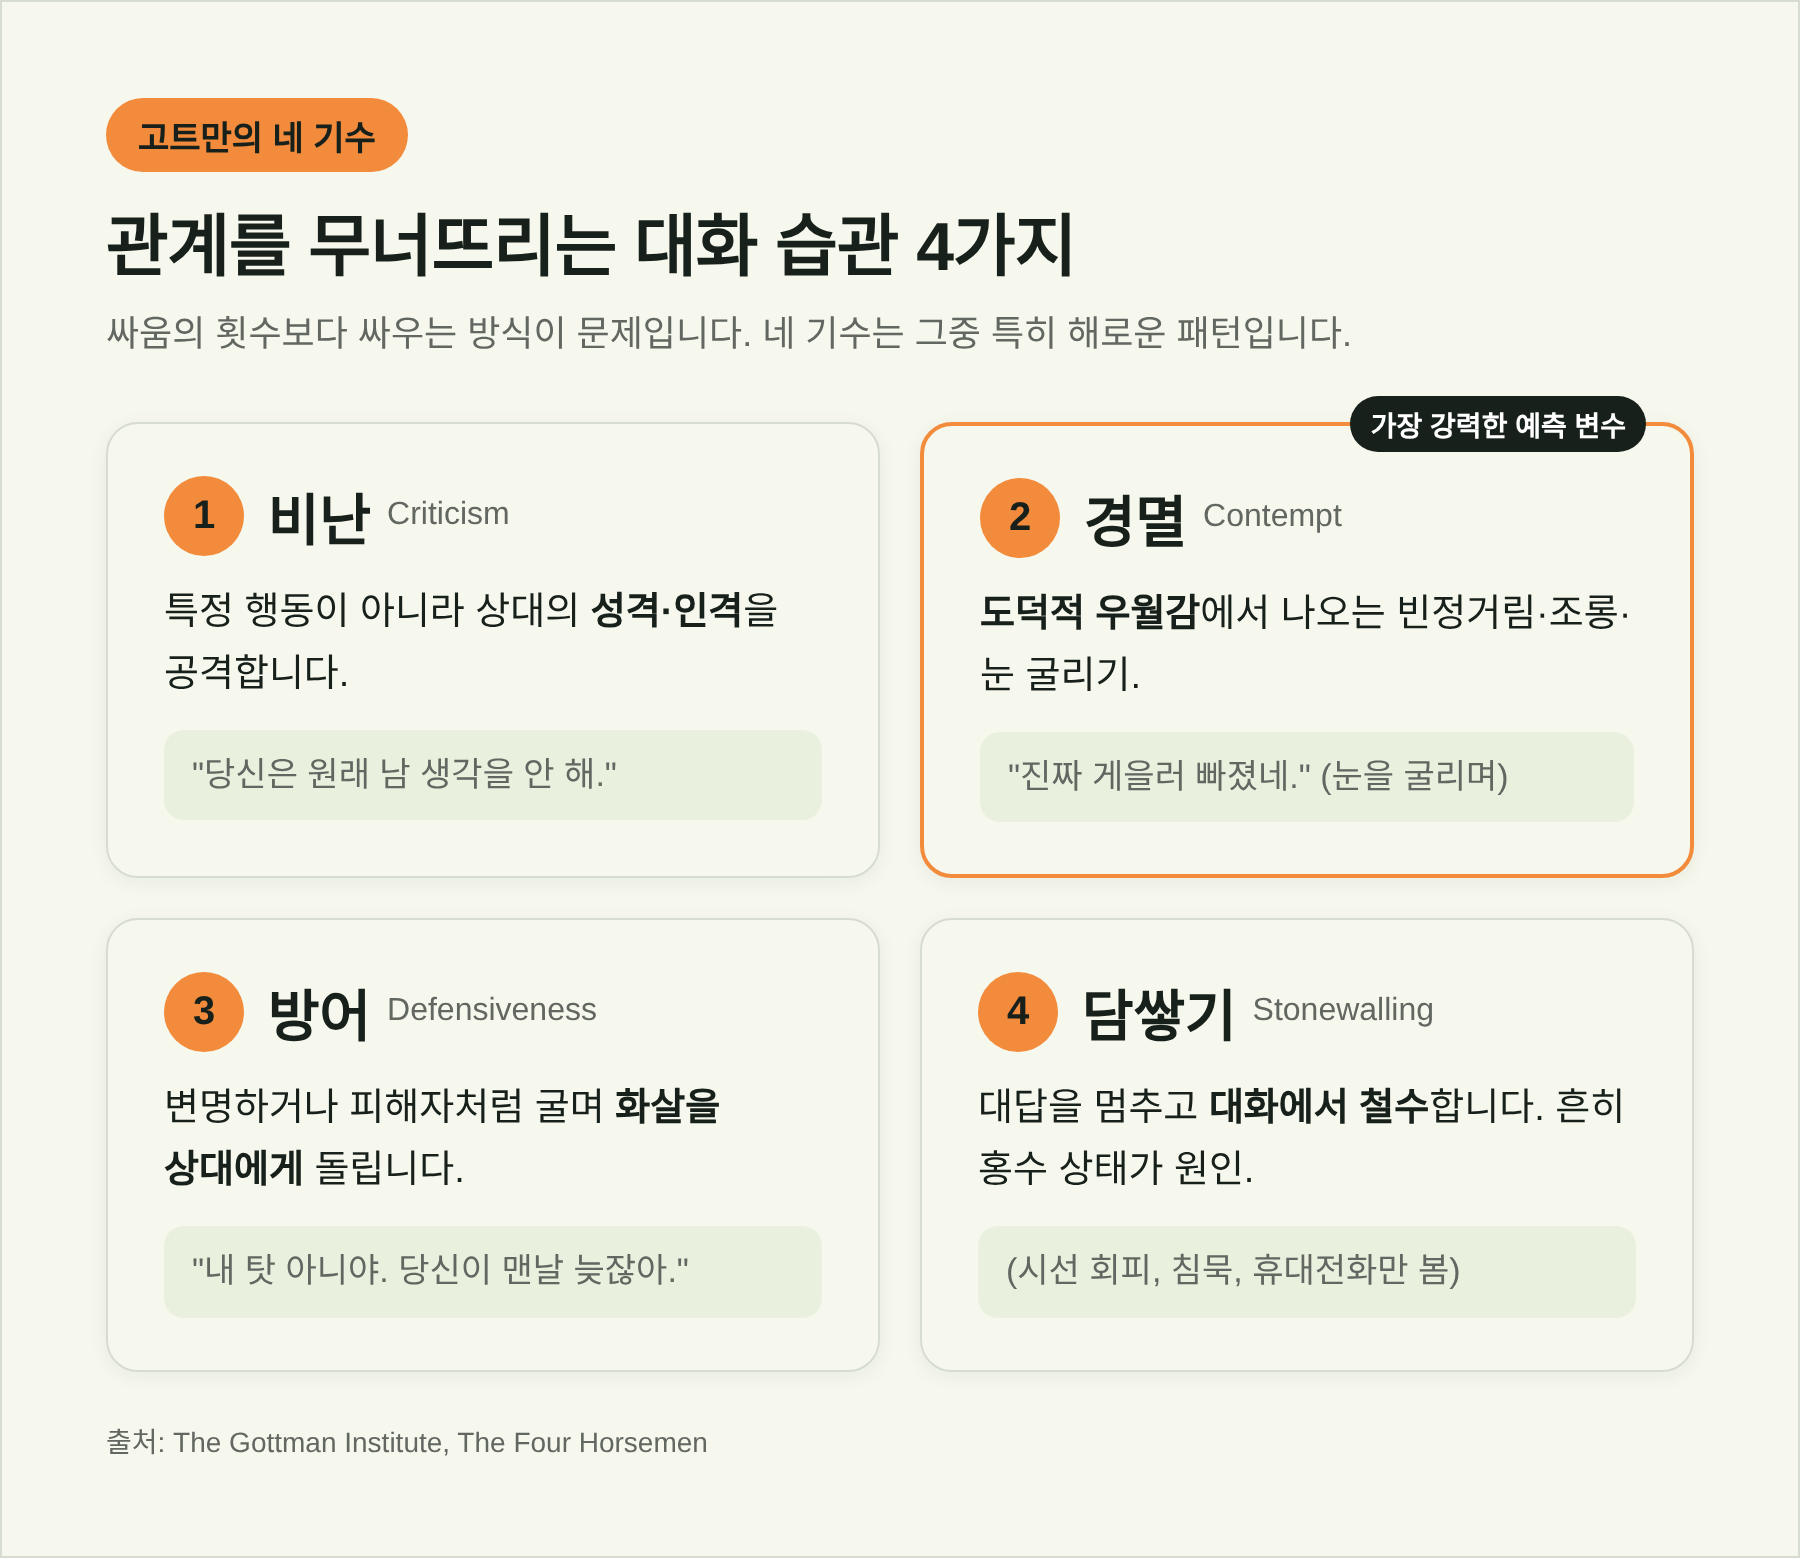 고트만의 네 기수
관계를 무너뜨리는 대화 습관 4가지
싸움의 횟수보다 싸우는 방식이 문제입니다. 네 기수는 그중 특히 해로운 패턴입니다.
1 비난 Criticism
특정 행동이 아니라 상대의 성격·인격을
공격합니다.
"당신은 원래 남 생각을 안 해."
가장 강력한 예측 변수
2 경멸 Contempt
도덕적 우월감에서 나오는 빈정거림·조롱·
눈 굴리기.
"진짜 게을러 빠졌네." (눈을 굴리며)
3 방어 Defensiveness
변명하거나 피해자처럼 굴며 화살을
상대에게 돌립니다.
"내 탓 아니야. 당신이 맨날 늦잖아."
4 담쌓기 Stonewalling
대답을 멈추고 대화에서 철수합니다. 흔히
홍수 상태가 원인.
(시선 회피, 침묵, 휴대전화만 봄)
출처: The Gottman Institute, The Four Horsemen